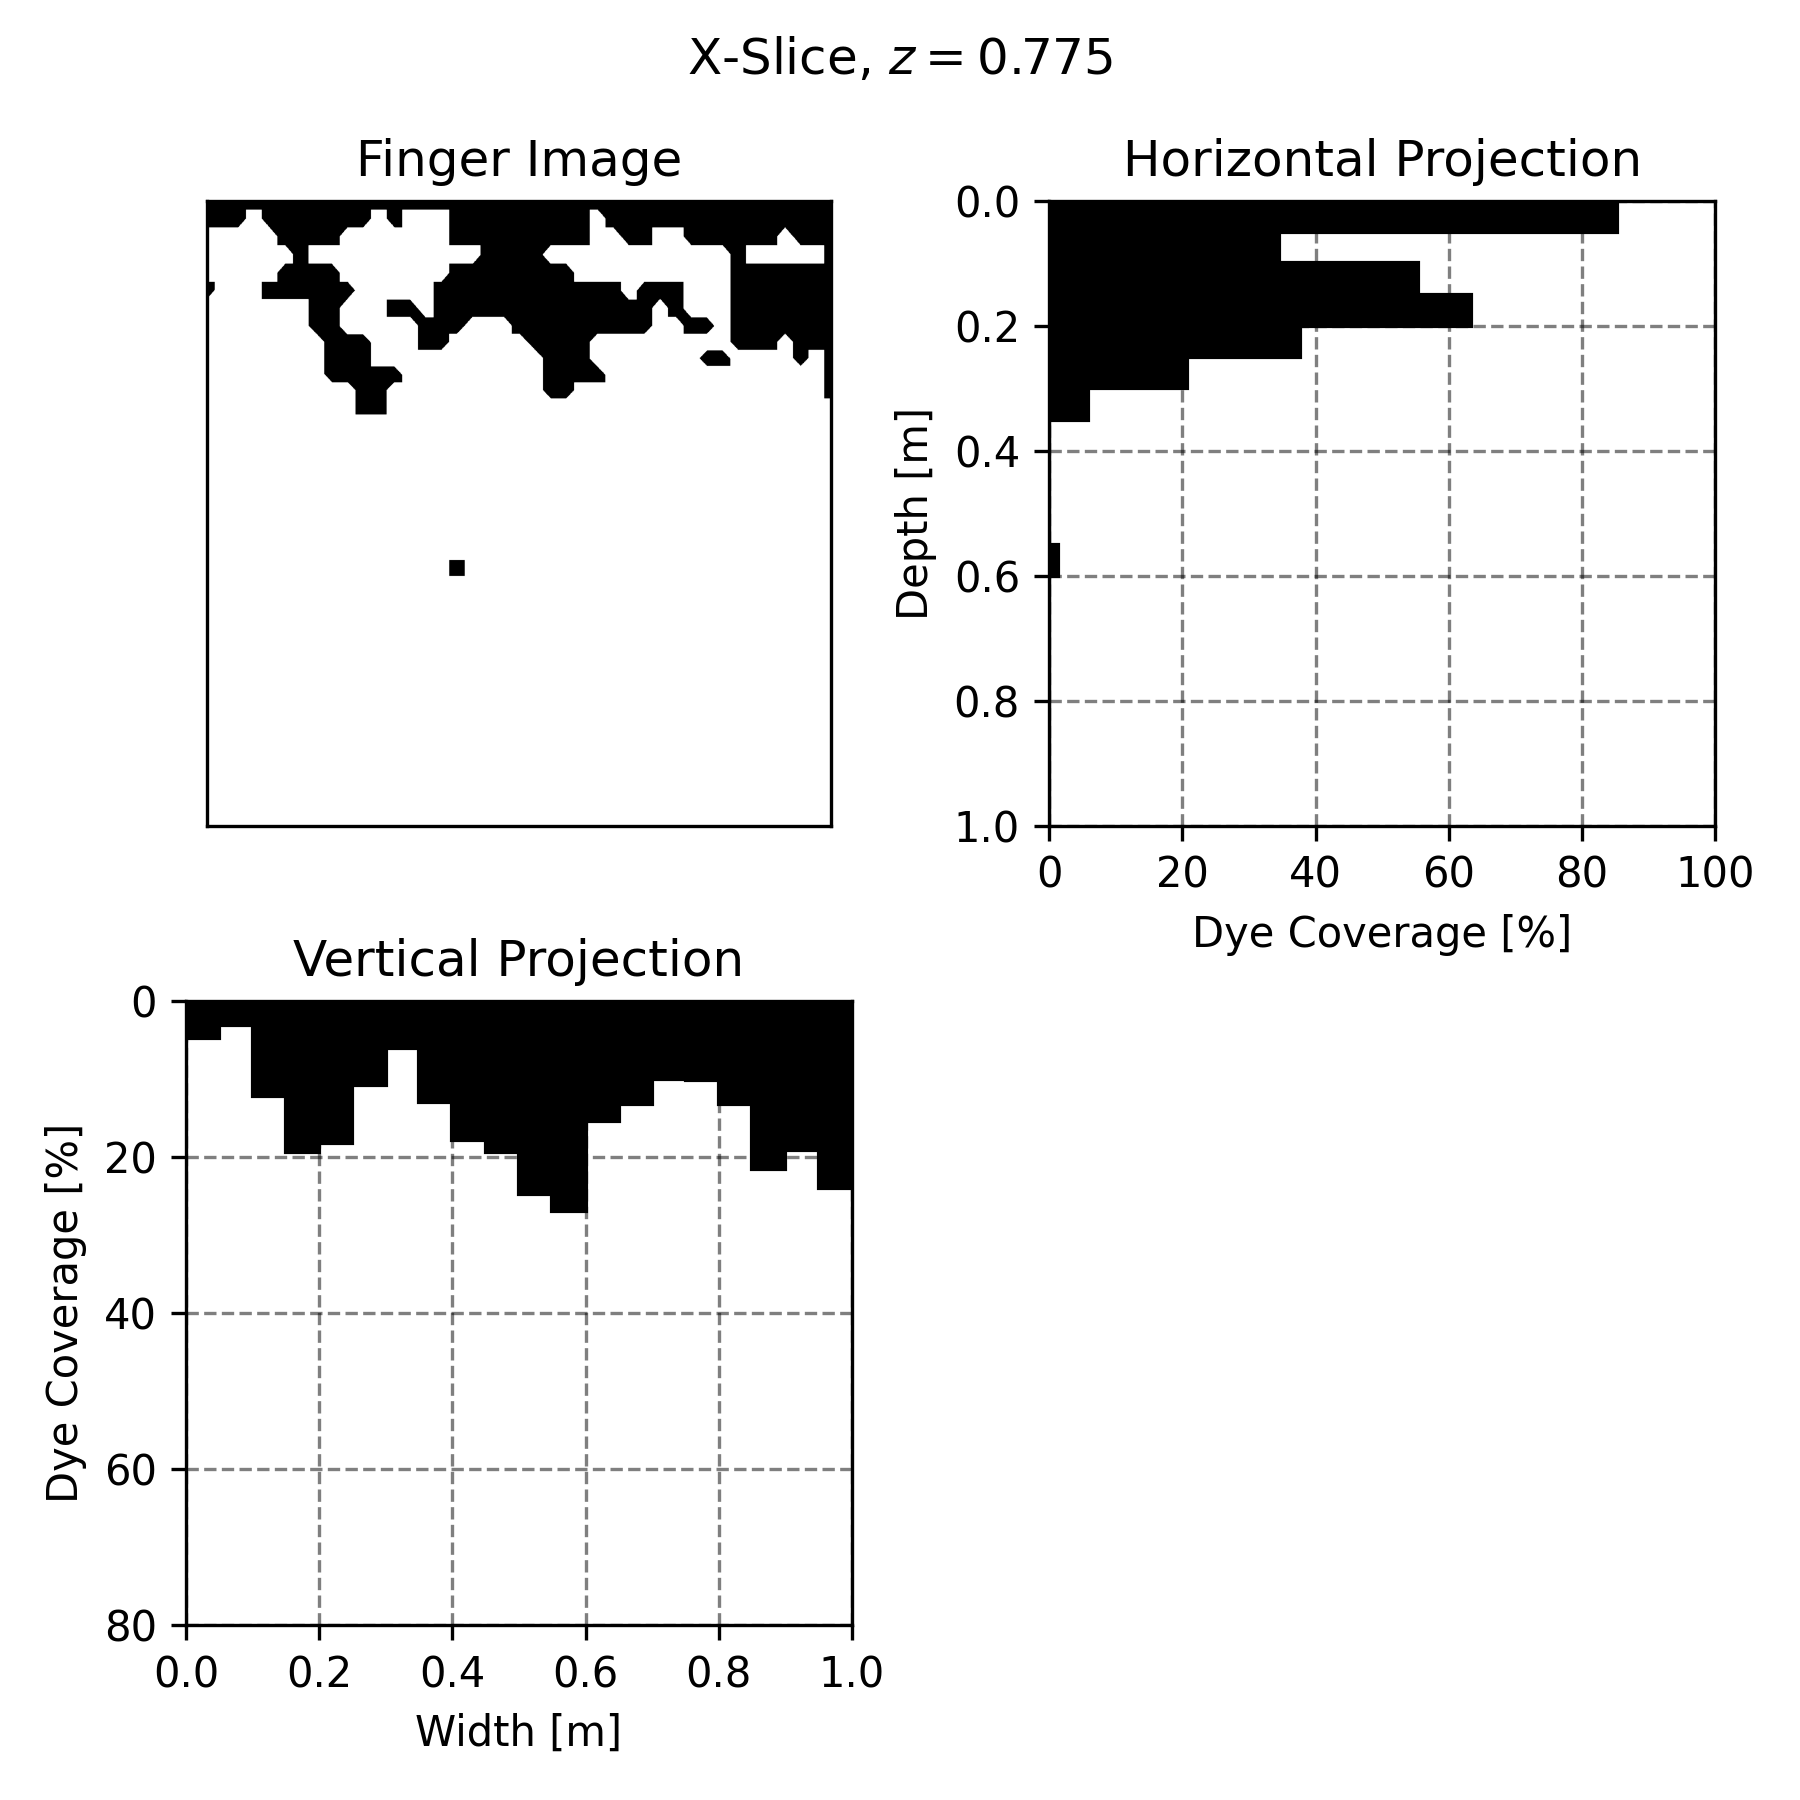 X-Slice, z = 0.775
Finger Image
Horizontal Projection
0.0
0.2
0.4
0.6
0.8
1.0
Depth [m]
0 20 40 60 80 100
Dye Coverage [%]
Vertical Projection
0
20
40
60
80
Dye Coverage [%]
0.0 0.2 0.4 0.6 0.8 1.0
Width [m]